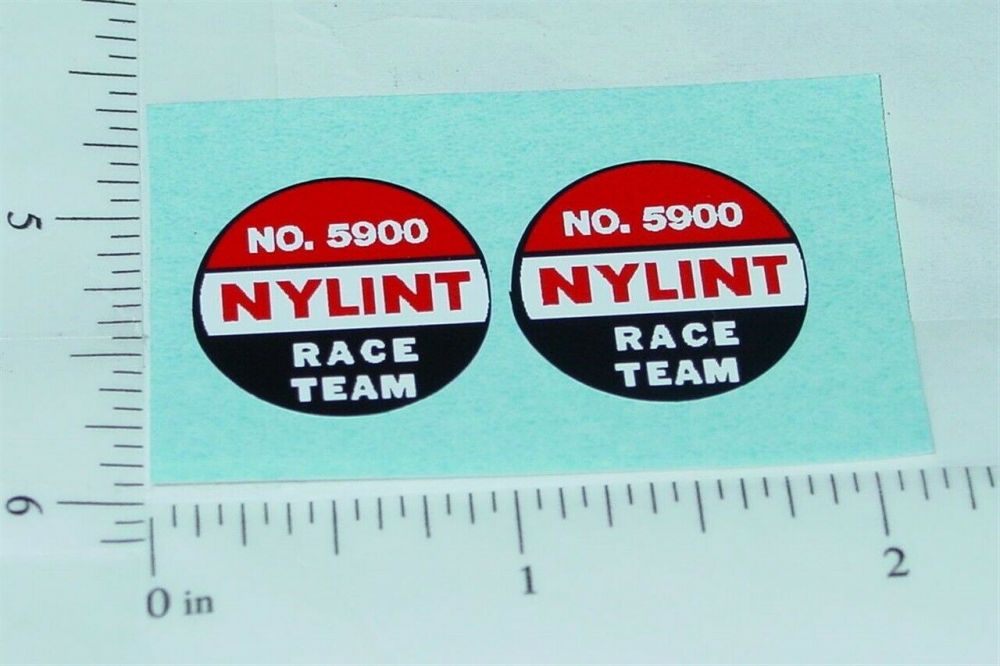 NO. 5900
NYLINT
RACE
TEAM
NO. 5900
NYLINT
RACE
TEAM
5
6
0 in
1
2